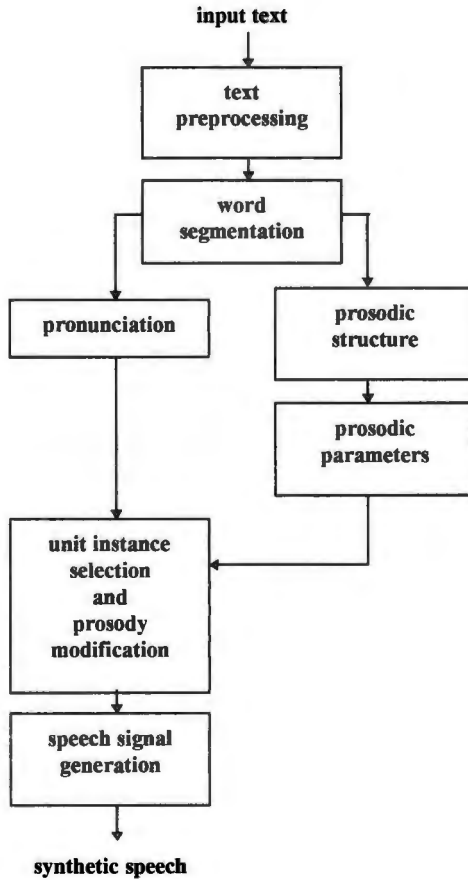 input text
text
preprocessing
word
segmentation
pronunciation
prosodic
structure
prosodic
parameters
unit instance
selection
and
prosody
modification
speech signal
generation
synthetic speech